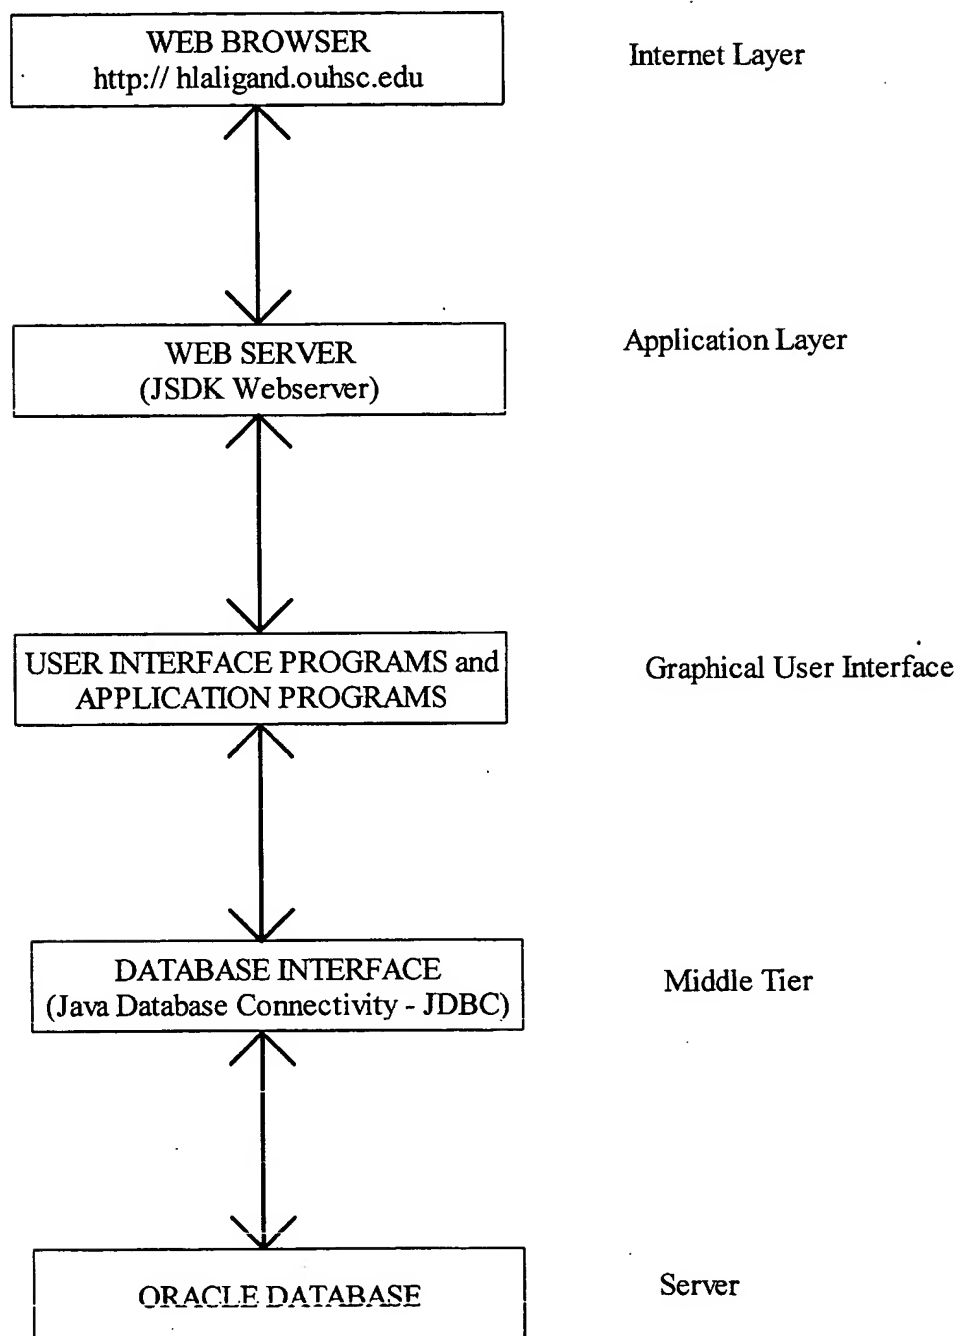 WEB BROWSER
http:// hlaligand.ouhsc.edu
Internet Layer
WEB SERVER
(JSDK Webserver)
Application Layer
USER INTERFACE PROGRAMS and
APPLICATION PROGRAMS
Graphical User Interface
DATABASE INTERFACE
(Java Database Connectivity - JDBC)
Middle Tier
ORACLE DATABASE
Server